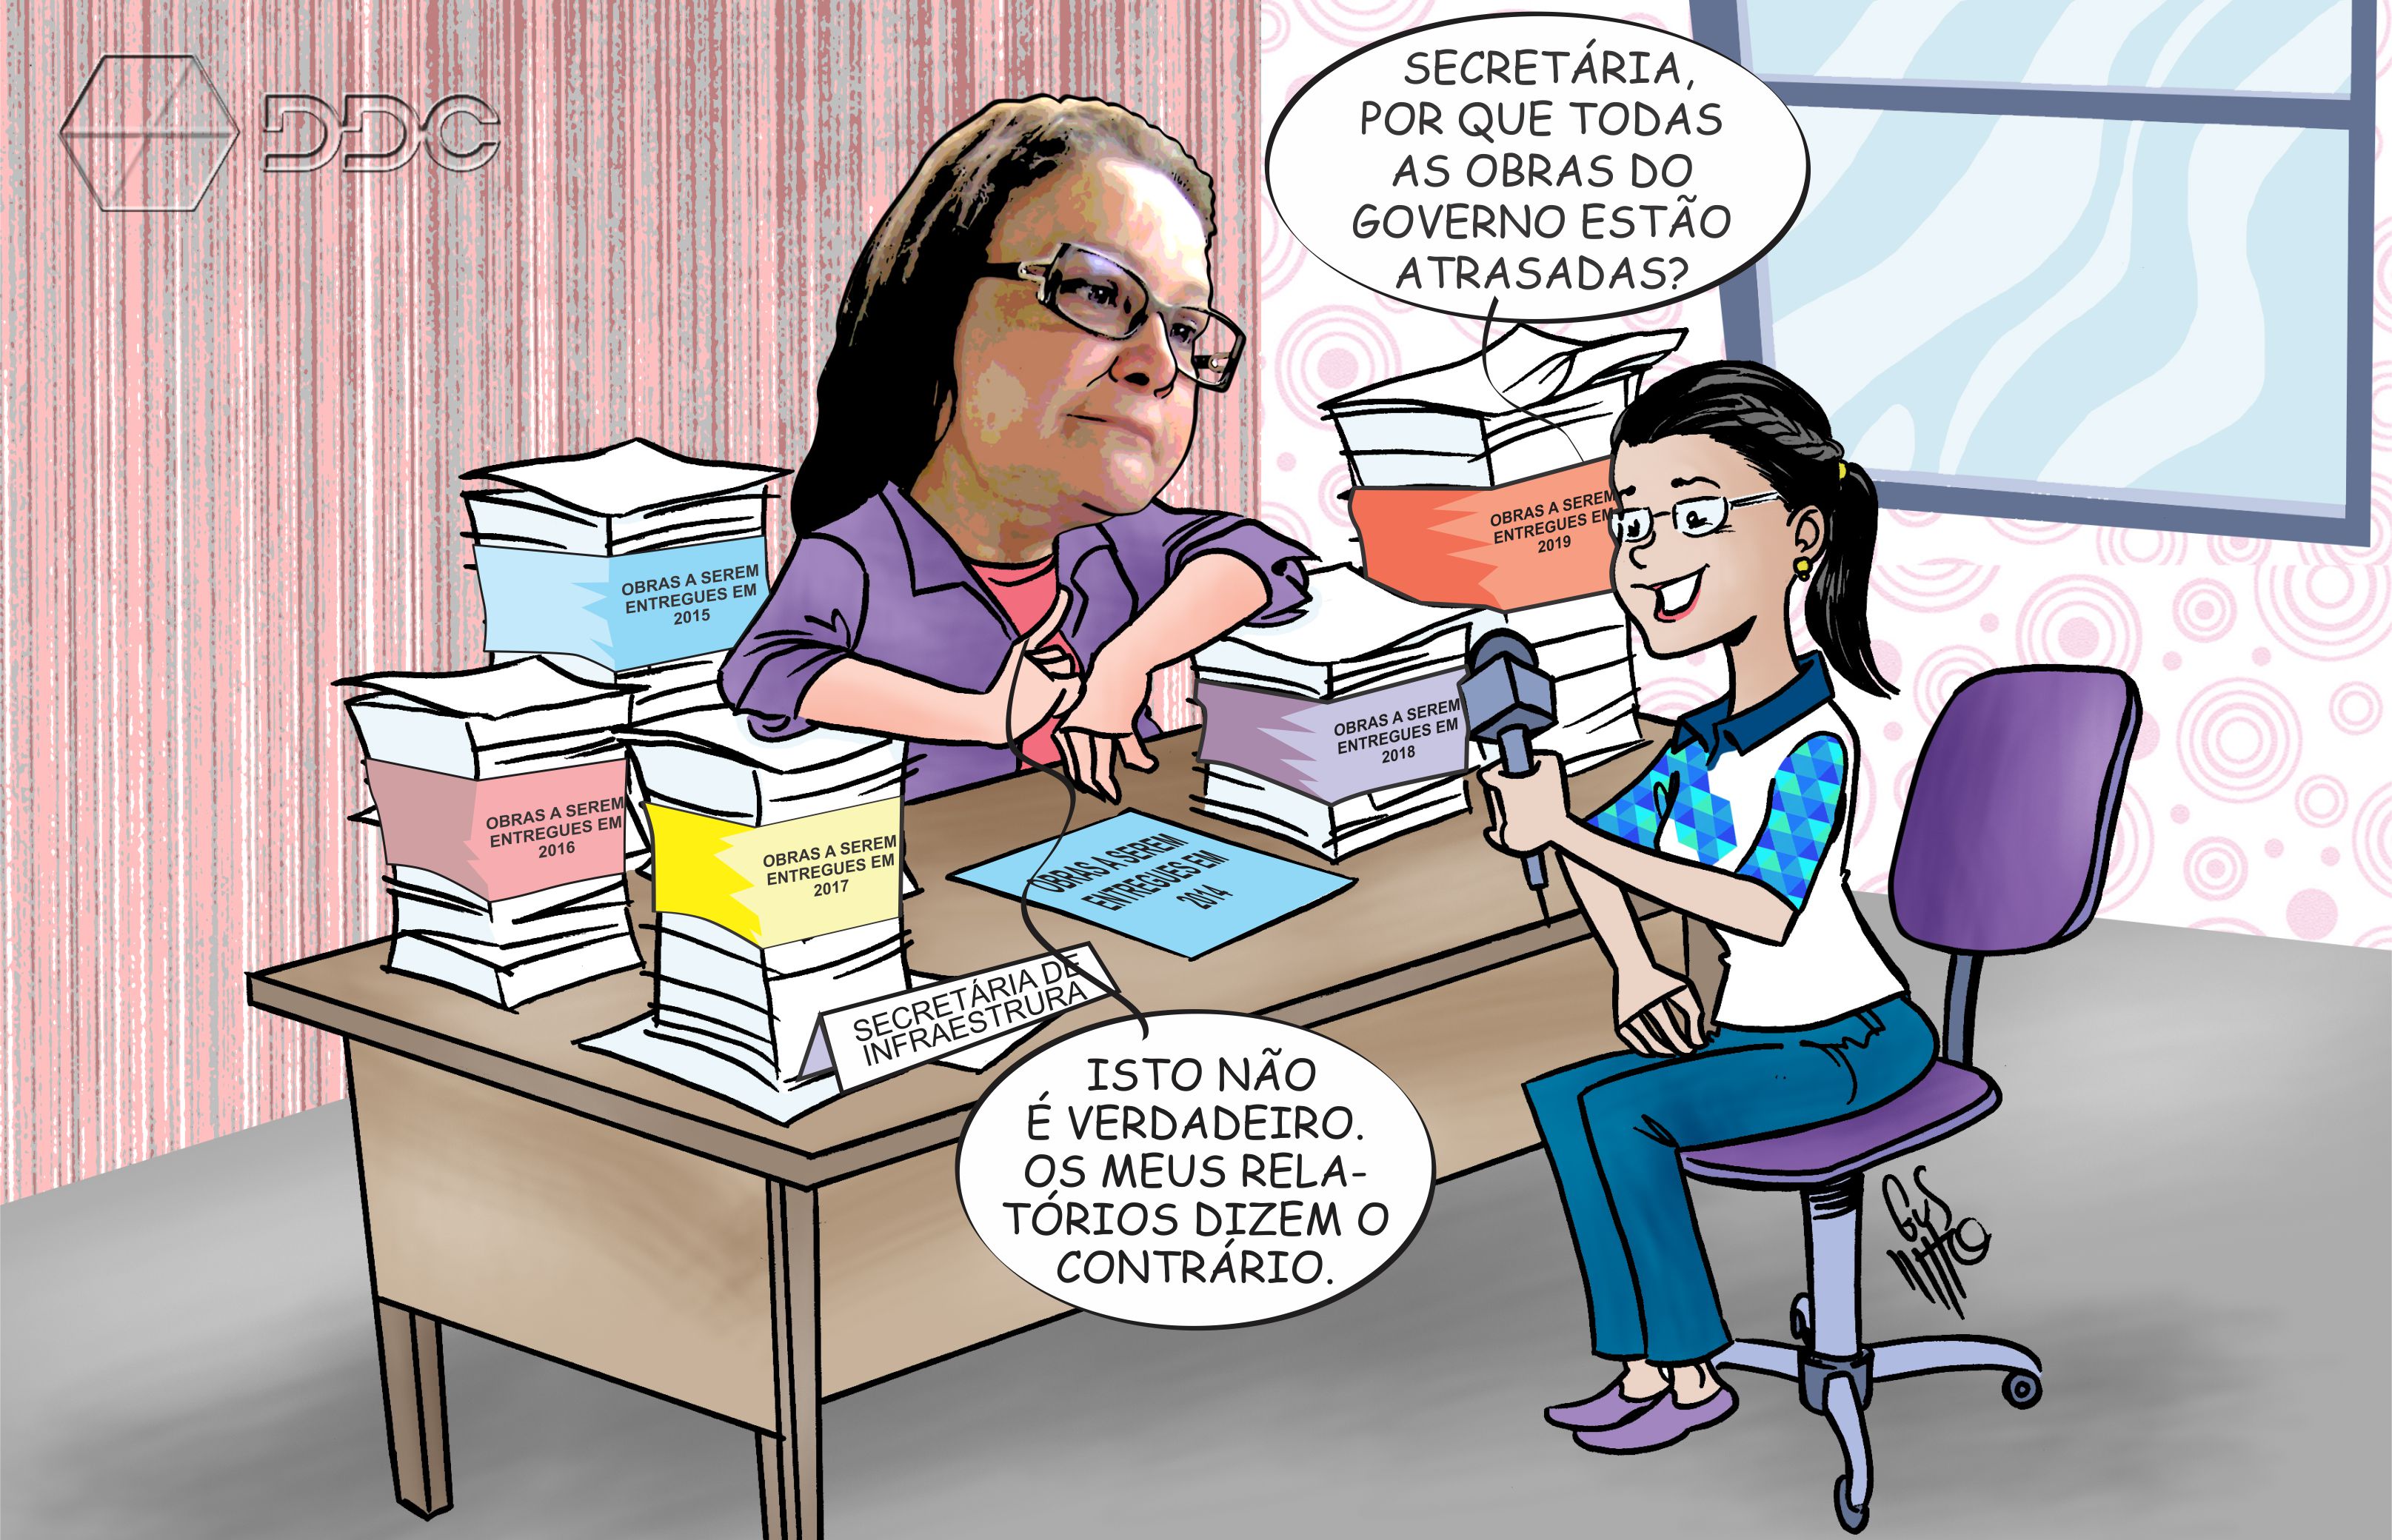 DDC
SECRETÁRIA,
POR QUE TODAS
AS OBRAS DO
GOVERNO ESTÃO
ATRASADAS?
OBRAS A SEREM
ENTREGUES EM
2015
OBRAS A SEREM
ENTREGUES EM
2019
OBRAS A SEREM
ENTREGUES EM
2016
OBRAS A SEREM
ENTREGUES EM
2017
OBRAS A SEREM
ENTREGUES EM
2018
OBRAS A SEREM
ENTREGUES EM
2014
SECRETÁRIA DE
INFRAESTRURA
ISTO NÃO
É VERDADEIRO.
OS MEUS RELA-
TÓRIOS DIZEM O
CONTRÁRIO.